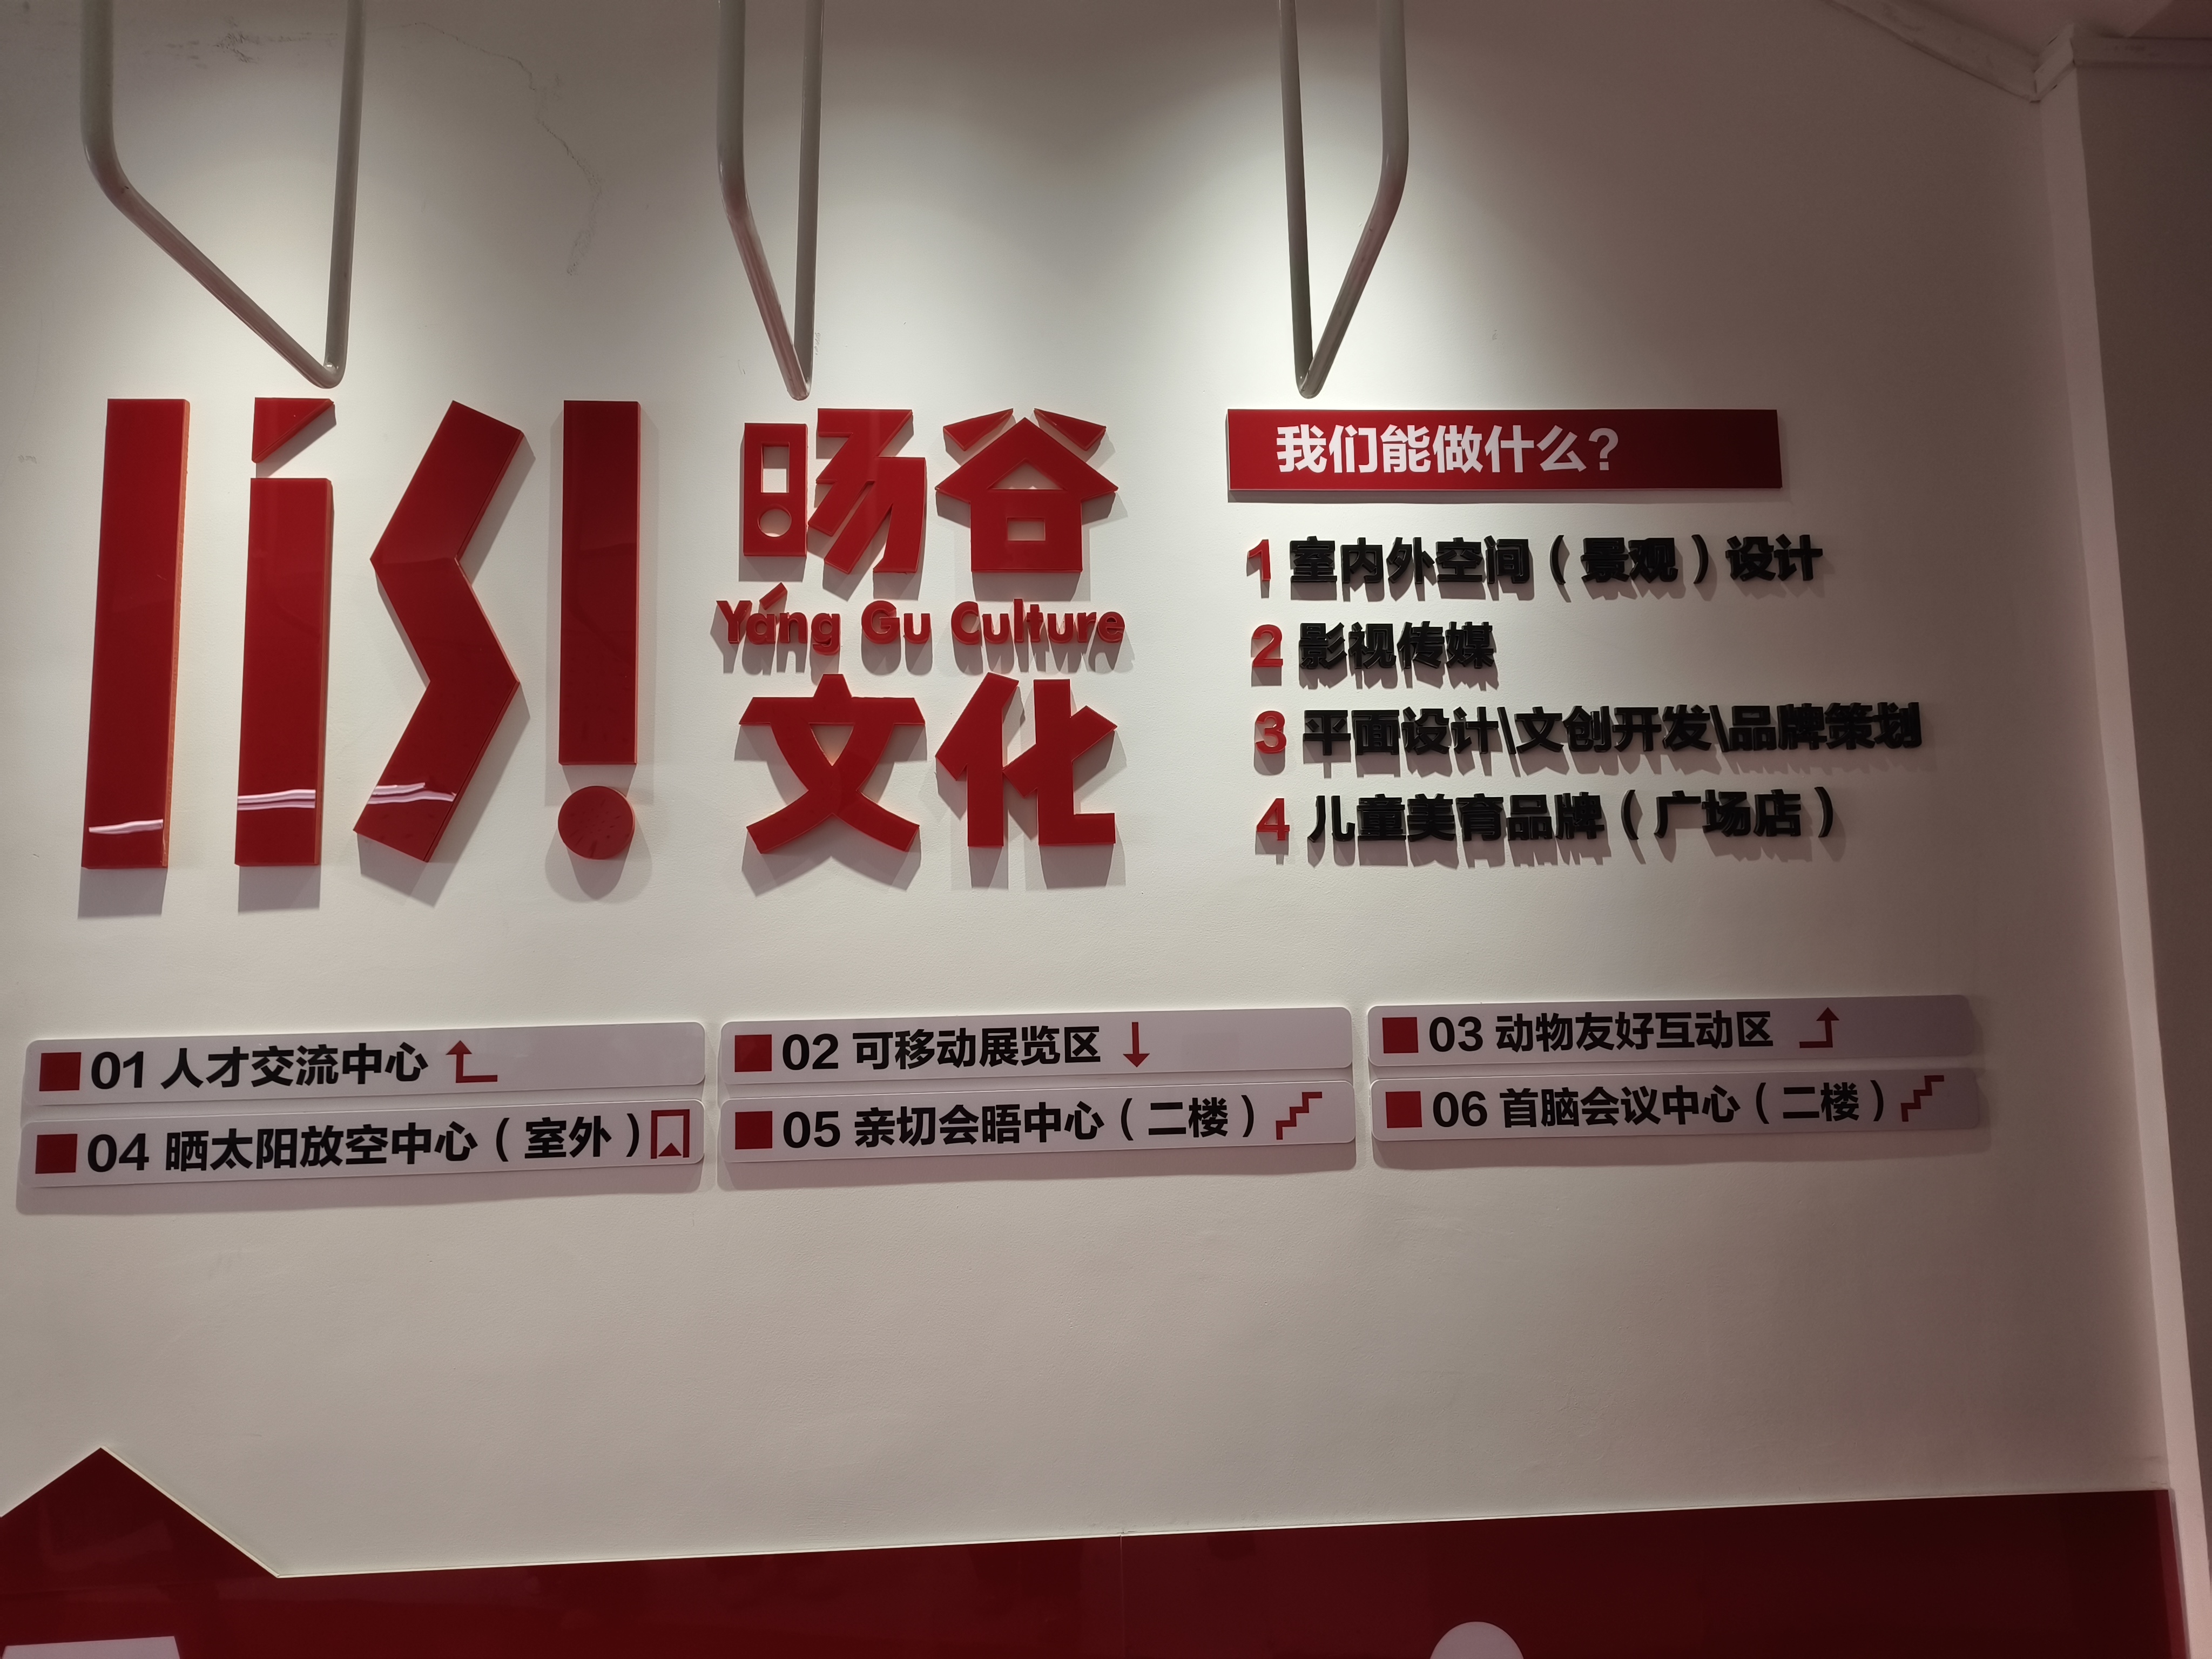 lis!
旸谷
Yáng Gu Culture
文化
我们能做什么?
1 室内外空间(景观)设计
2 影视传媒
3 平面设计\文创开发\品牌策划
4 儿童美育品牌(广场店)
01 人才交流中心
02 可移动展览区
03 动物友好互动区
04 晒太阳放空中心(室外)
05 亲切会晤中心(二楼)
06 首脑会议中心(二楼)